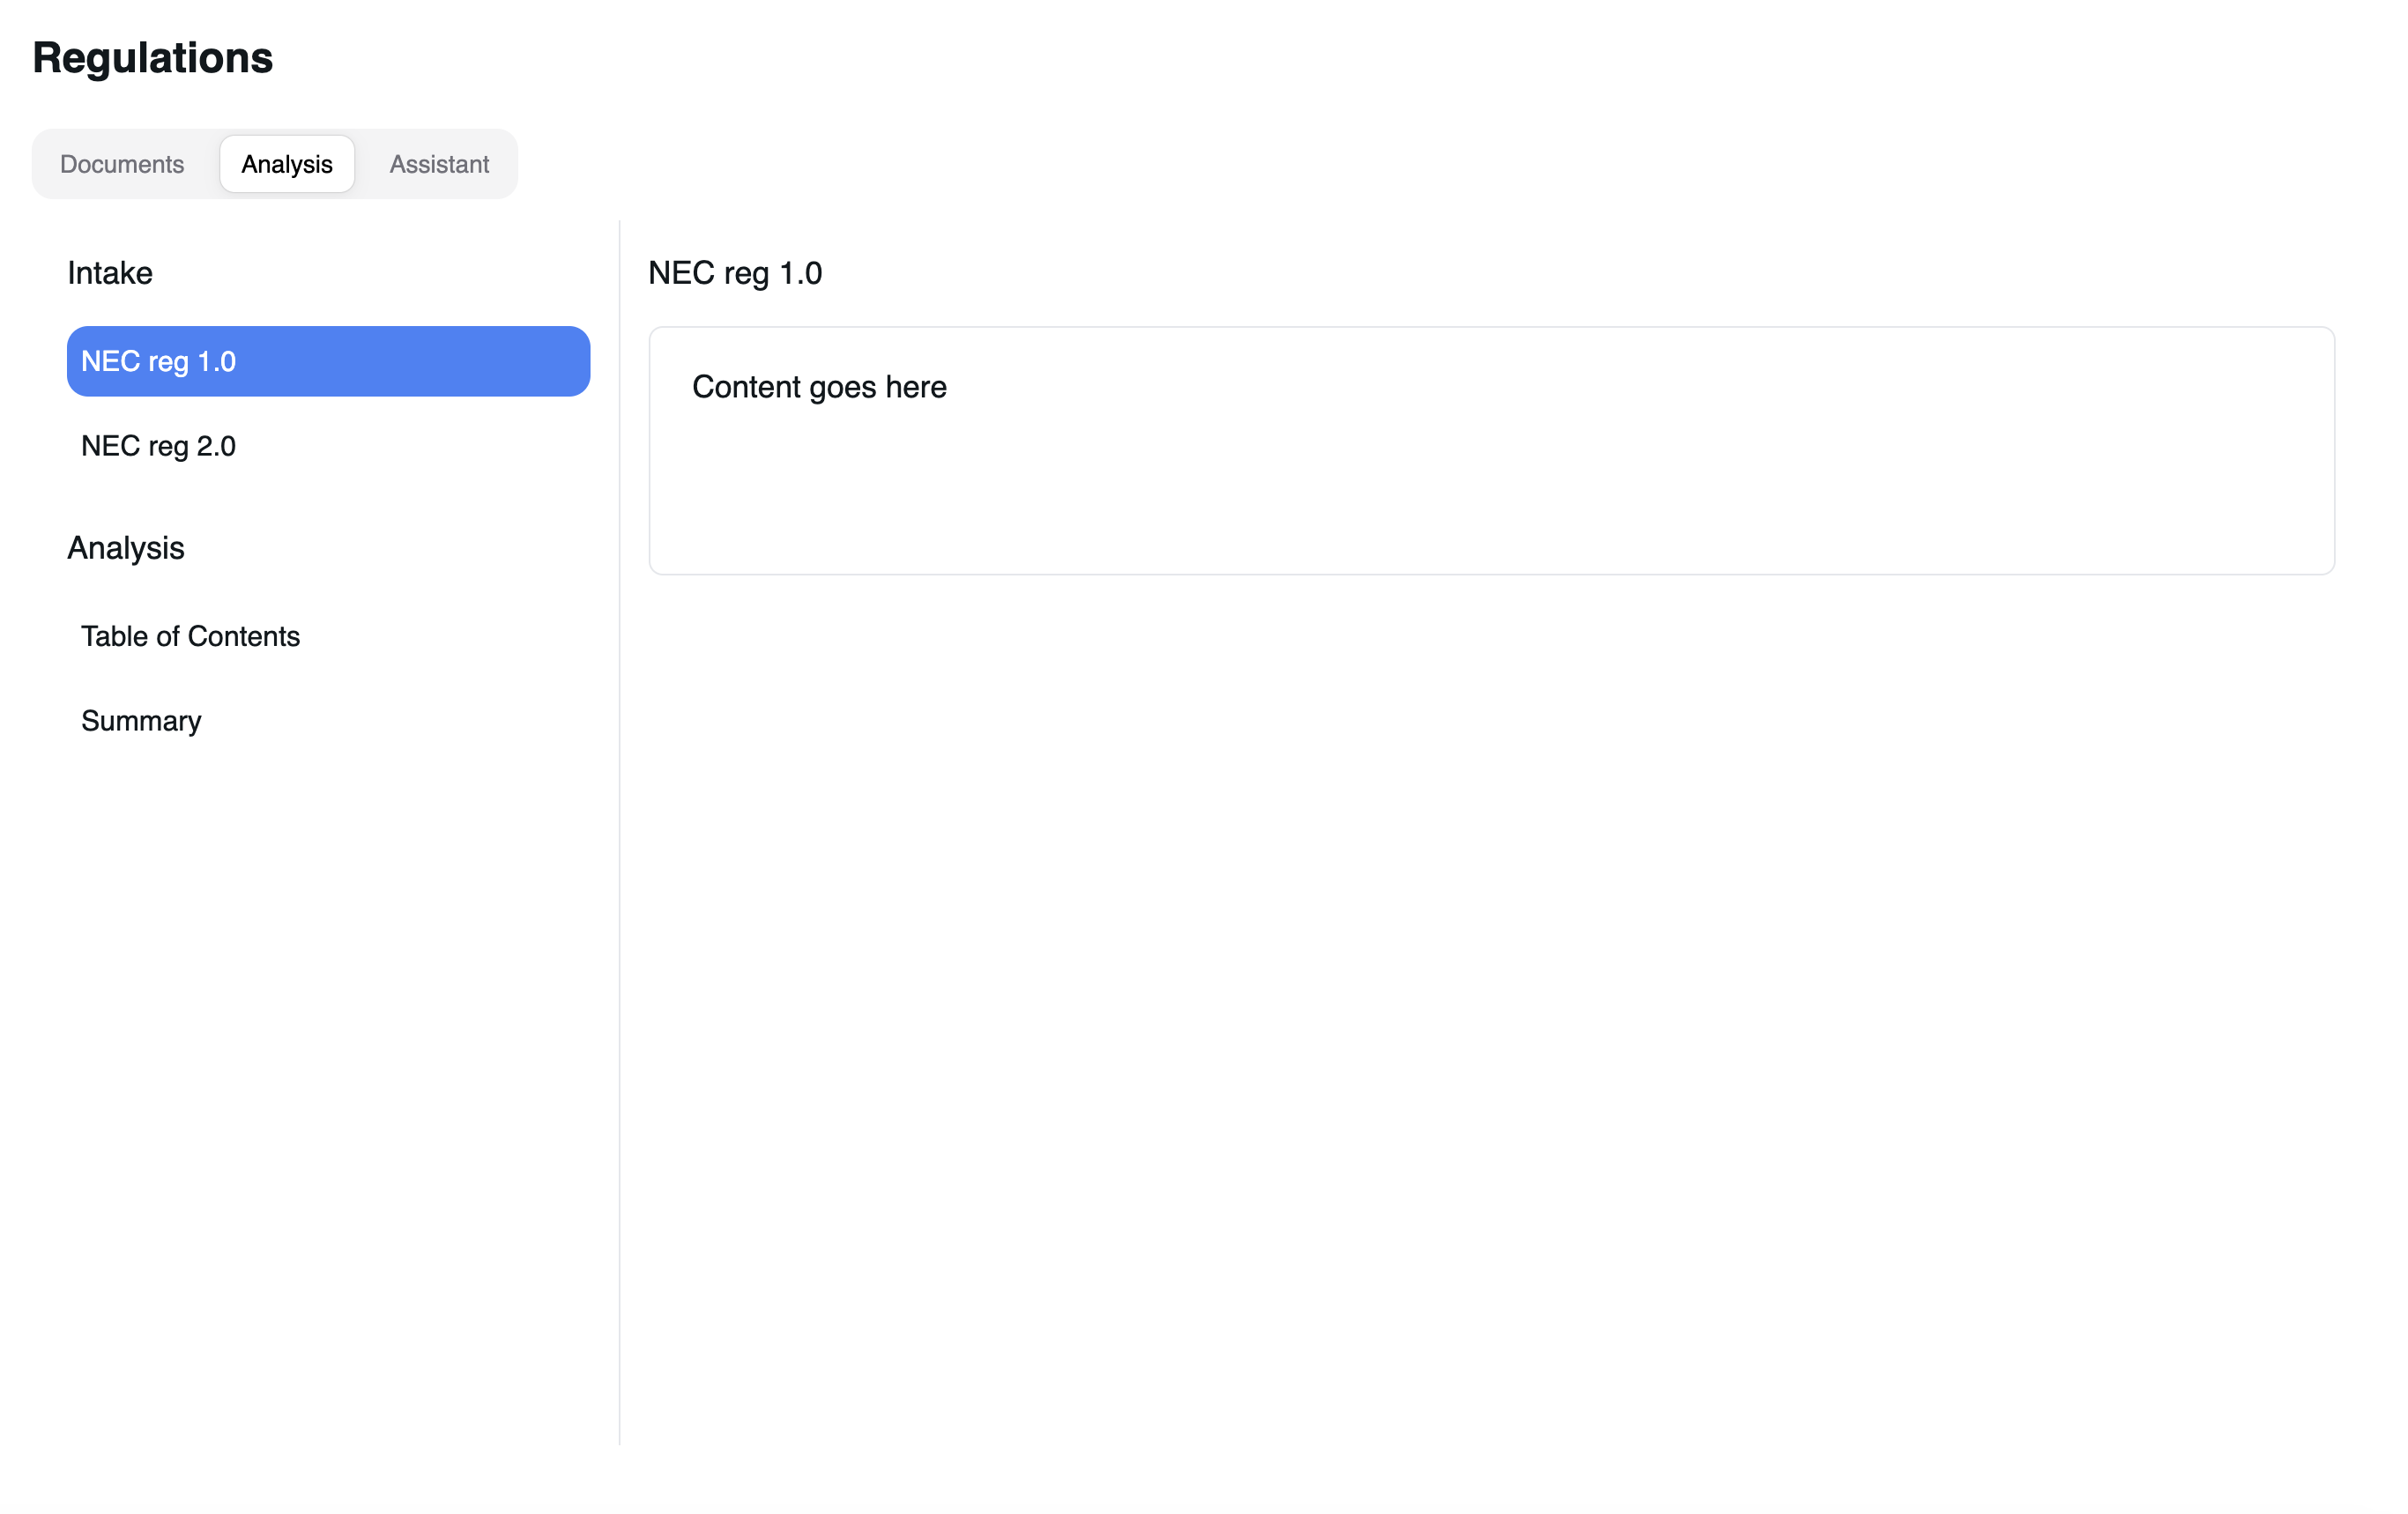 Regulations
Documents Analysis Assistant
Intake
NEC reg 1.0
NEC reg 2.0
Analysis
Table of Contents
Summary
NEC reg 1.0
Content goes here